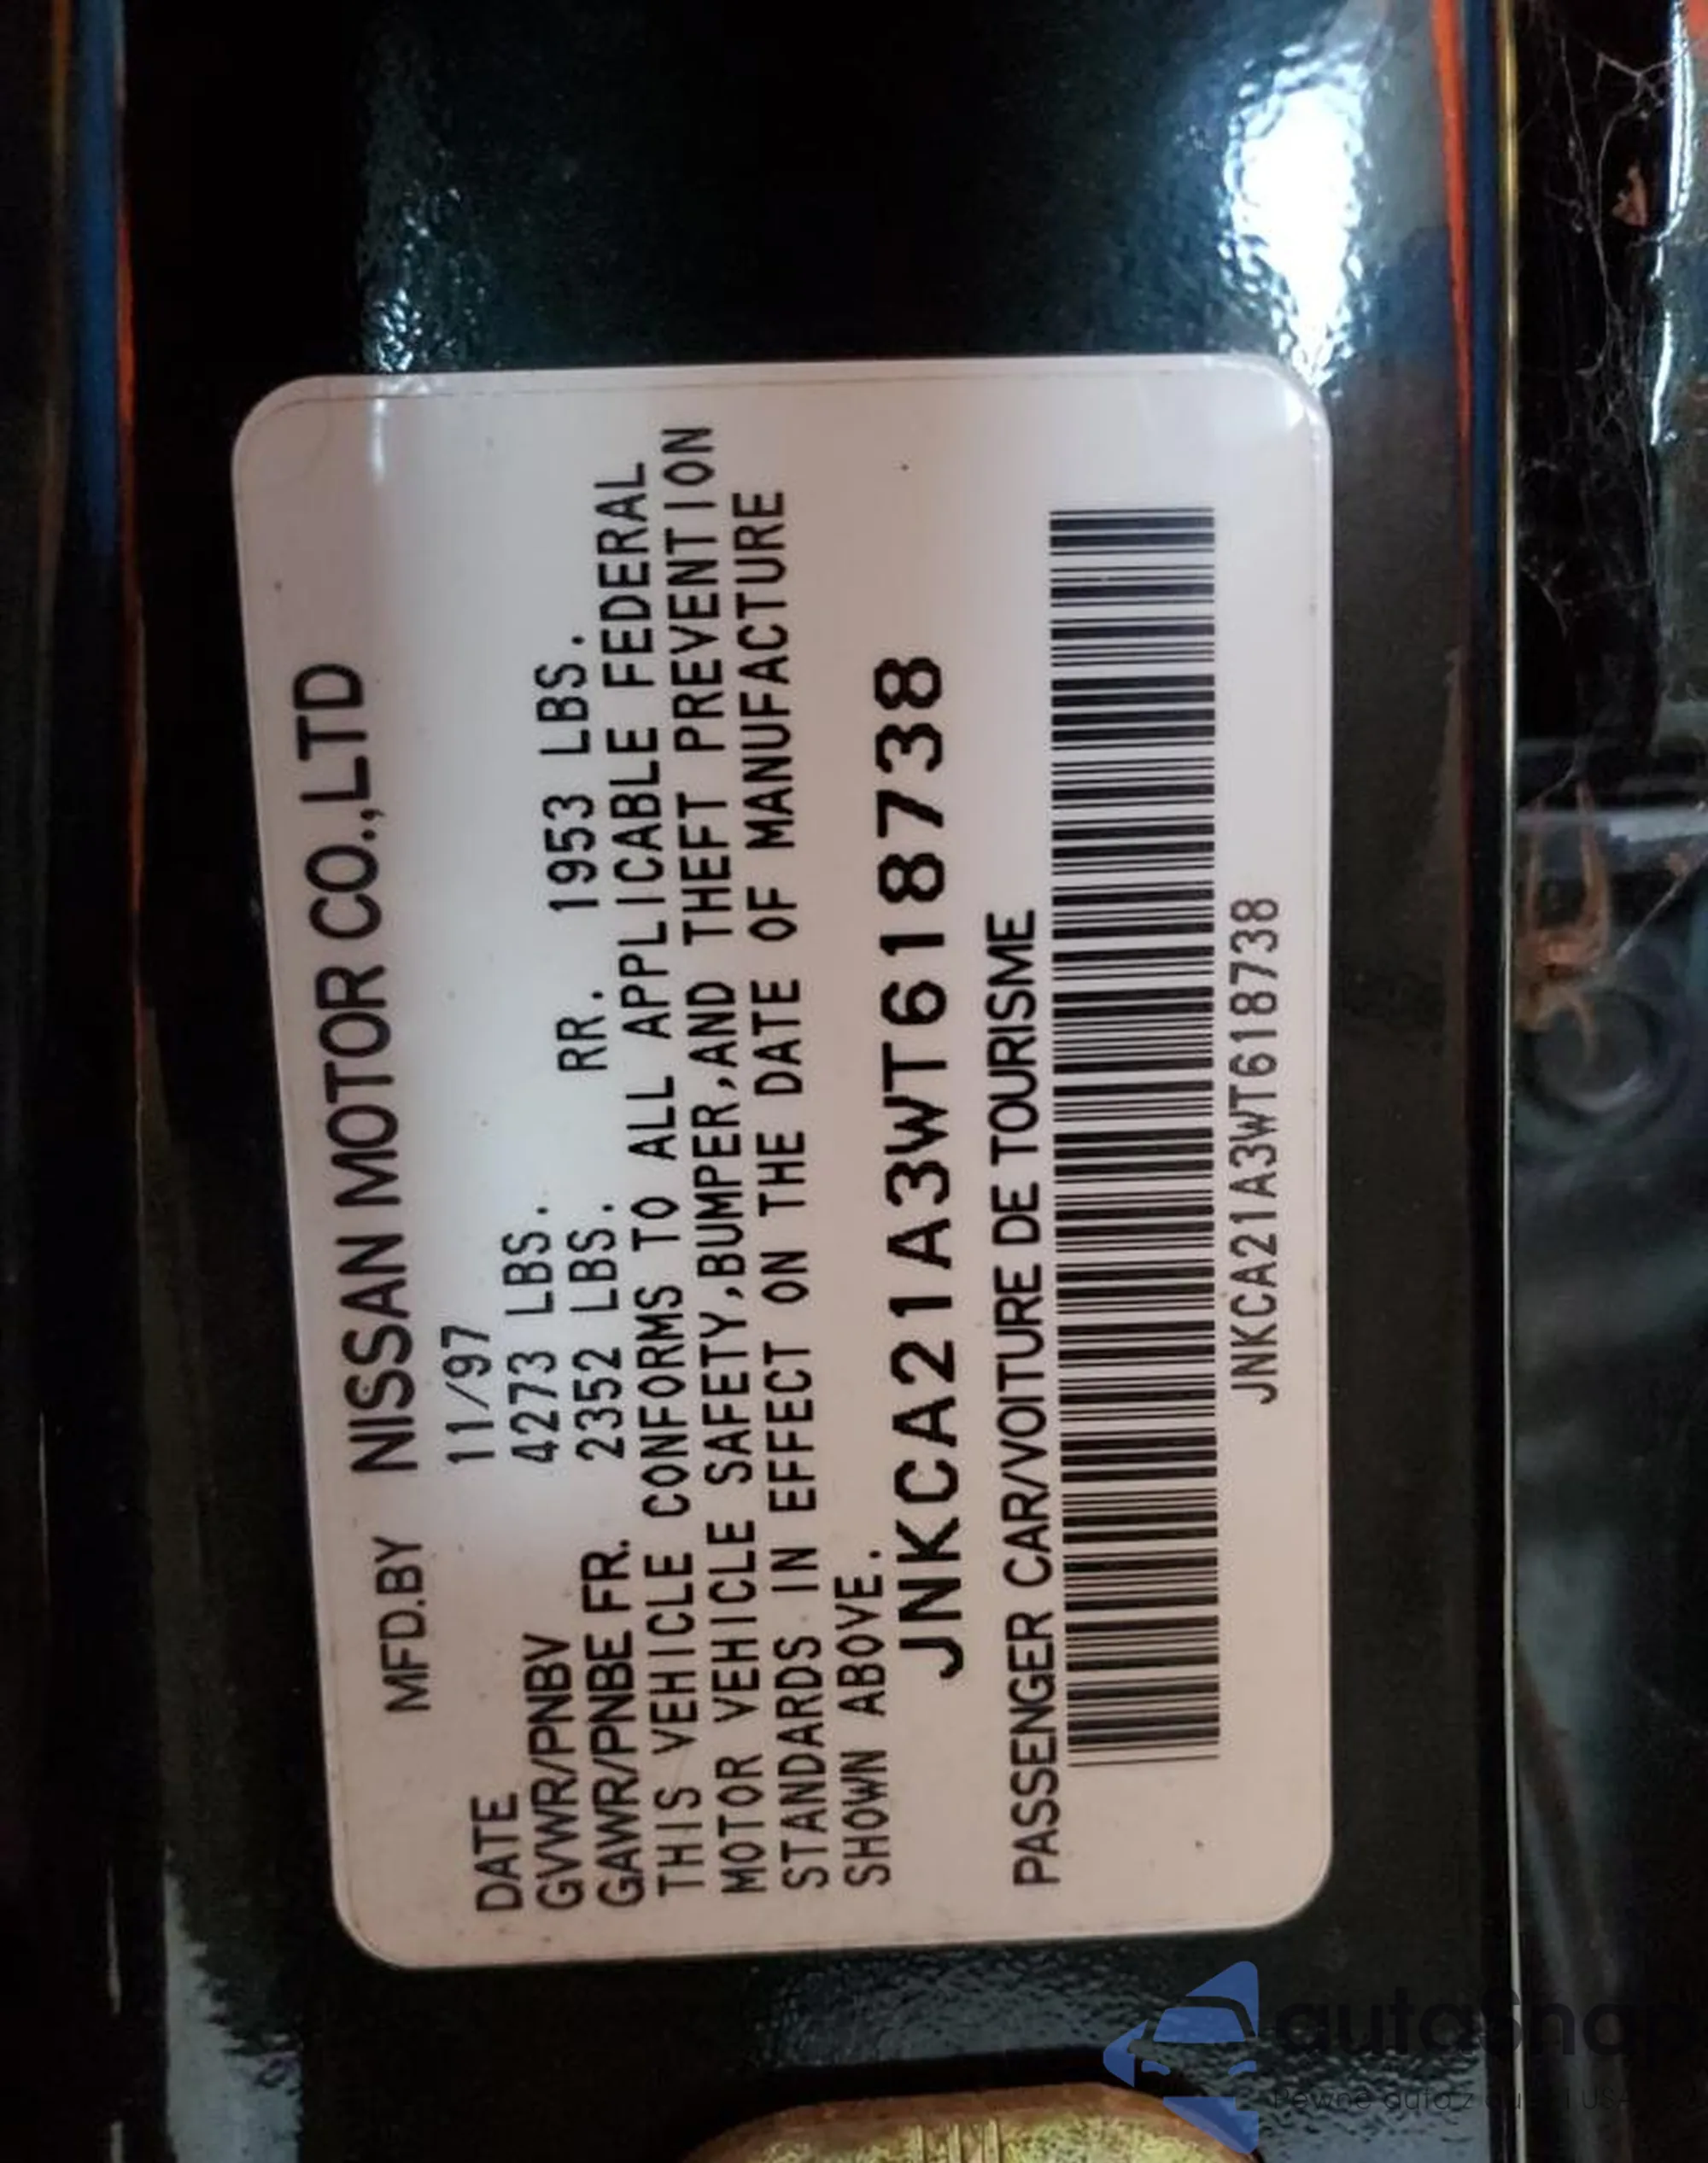 MFD.BY NISSAN MOTOR CO.,LTD
DATE 11/97
GVWR/PNBV 4273 LBS.
GAWR/PNBE FR. 2352 LBS. RR. 1953 LBS.
THIS VEHICLE CONFORMS TO ALL APPLICABLE FEDERAL
MOTOR VEHICLE SAFETY,BUMPER,AND THEFT PREVENTION
STANDARDS IN EFFECT ON THE DATE OF MANUFACTURE
SHOWN ABOVE.
JNKCA21A3WT618738
PASSENGER CAR/VOITURE DE TOURISME
JNKCA21A3WT618738
autasnap